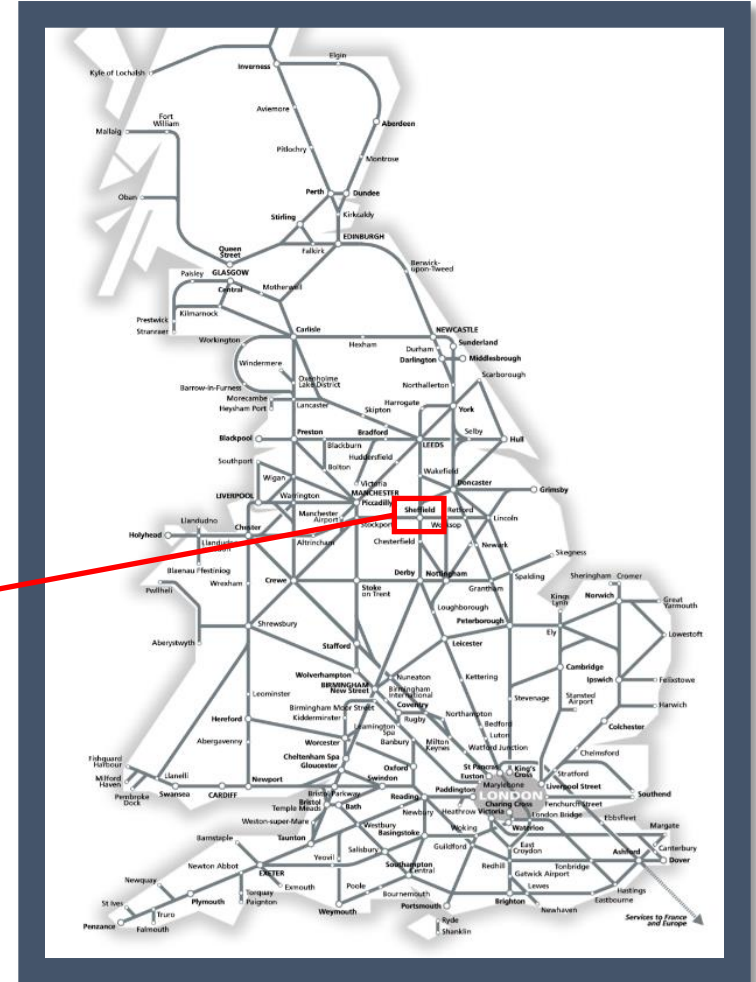 Elgin
Inverness
Kyle of Lochalsh
Aviemore
Fort
William
Mallaig
Aberdeen
Pitlochry
Montrose
Perth
Dundee
Oban
Stirling
Kirkcaldy
EDINBURGH
Queen
Street
Falkirk
GLASGOW
Central
Paisley
Motherwell
Berwick-
upon-Tweed
Prestwick
Stranraer
Kilmarnock
Carlisle
NEWCASTLE
Workington
Hexham
Sunderland
Durham
Darlington
Middlesbrough
Windermere
Scarborough
Oxenholme
Lake District
Barrow-in-Furness
Northallerton
Morecambe
Heysham Port
Lancaster
Harrogate
York
Skipton
Preston
Bradford
Selby
Blackpool
Blackburn
LEEDS
Hull
Southport
Huddersfield
Bolton
Wakefield
Wigan
Victoria
Doncaster
MANCHESTER
Piccadilly
Grimsby
LIVERPOOL
Warrington
Sheffield
Retford
Manchester
Airport
Lincoln
Llandudno
Stockport
Worksop
Chester
Holyhead
Altrincham
Chesterfield
Newark
Skegness
Blaenau Ffestiniog
Derby
Nottingham
Spalding
Sheringham
Cromer
Pwllheli
Wrexham
Crewe
Stoke
on Trent
Grantham
Kings
Lynn
Norwich
Great
Yarmouth
Loughborough
Peterborough
Shrewsbury
Ely
Lowestoft
Aberystwyth
Stafford
Leicester
Wolverhampton
Cambridge
BIRMINGHAM
New Street
Nuneaton
Kettering
Ipswich
Felixstowe
Birmingham
International
Leominster
Stevenage
Stansted
Airport
Birmingham Moor Street
Coventry
Harwich
Kidderminster
Rugby
Northampton
Hereford
Leamington
Spa
Bedford
Colchester
Abergavenny
Worcester
Banbury
Milton
Keynes
Luton
Watford Junction
Chelmsford
Fishguard
Harbour
Cheltenham Spa
Gloucester
Oxford
St Pancras
King's
Cross
Euston
Stratford
Milford
Haven
Llanelli
Newport
Swindon
Marylebone
Liverpool Street
Pembroke
Dock
Swansea
CARDIFF
Bristol Parkway
Paddington
LONDON
Southend
Bristol
Temple Meads
Bath
Reading
Charing Cross
Fenchurch Street
Newbury
Heathrow
Victoria
London Bridge
Ebbsfleet
Weston-super-Mare
Westbury
Waterloo
Margate
Barnstaple
Taunton
Basingstoke
Woking
East
Croydon
Canterbury
Salisbury
Guildford
Ashford
Dover
Newton Abbot
Yeovil
Southampton
Central
Redhill
Tonbridge
EXETER
Gatwick Airport
Newquay
Exmouth
Poole
Lewes
Hastings
Torquay
Paignton
Bournemouth
Eastbourne
St Ives
Plymouth
Portsmouth
Brighton
Newhaven
Truro
Weymouth
Penzance
Falmouth
Ryde
Shanklin
Services to France
and Europe